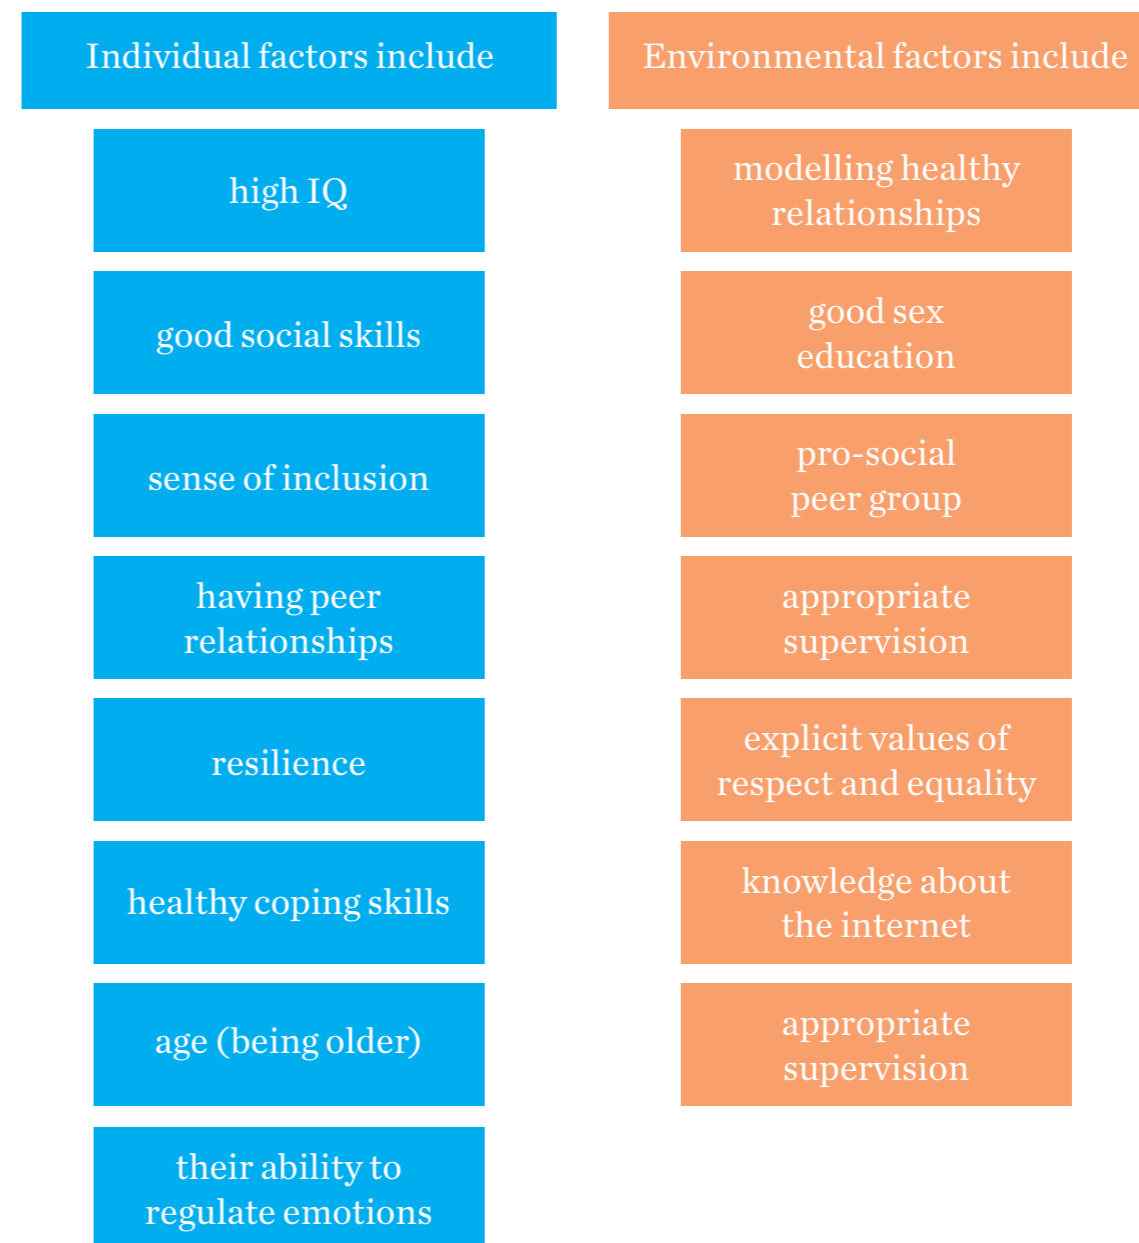 Individual factors include
high IQ
good social skills
sense of inclusion
having peer
relationships
resilience
healthy coping skills
age (being older)
their ability to
regulate emotions
Environmental factors include
modelling healthy
relationships
good sex
education
pro-social
peer group
appropriate
supervision
explicit values of
respect and equality
knowledge about
the internet
appropriate
supervision